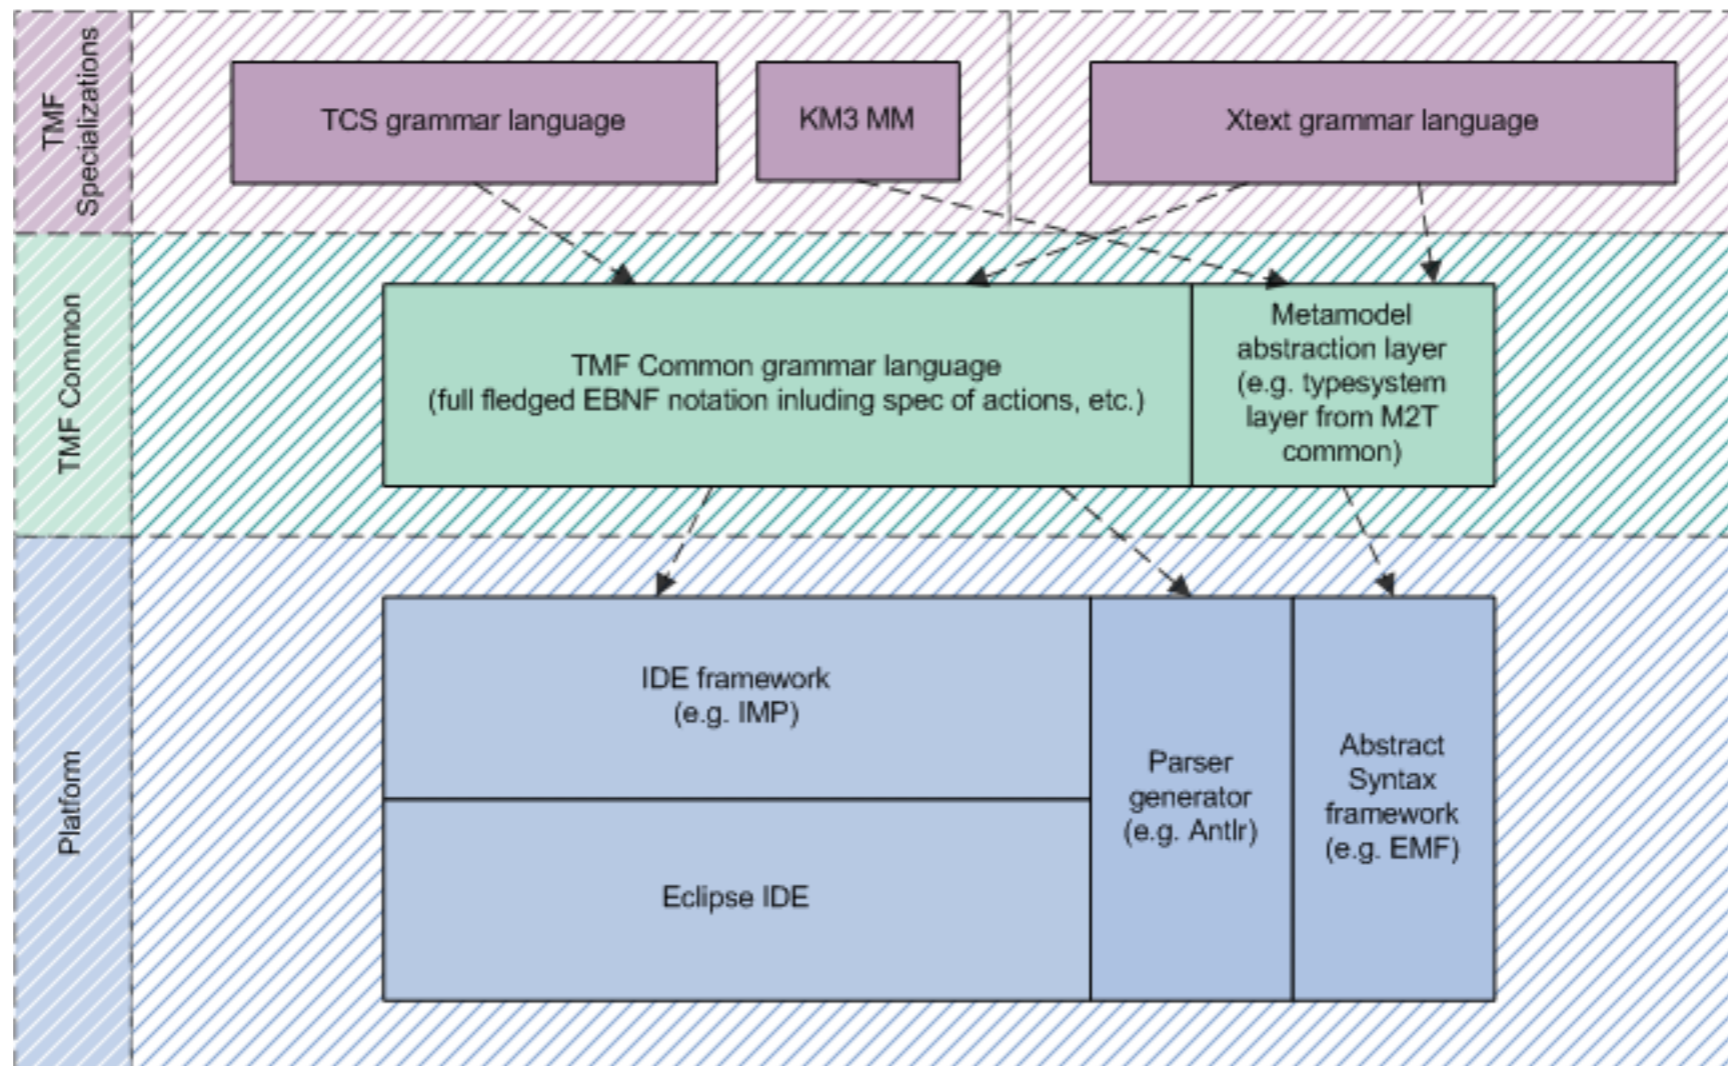 TMF
Specializations
TCS grammar language
KM3 MM
Xtext grammar language
TMF Common
TMF Common grammar language
(full fledged EBNF notation inluding spec of actions, etc.)
Metamodel
abstraction layer
(e.g. typesystem
layer from M2T
common)
Platform
IDE framework
(e.g. IMP)
Eclipse IDE
Parser
generator
(e.g. Antlr)
Abstract
Syntax
framework
(e.g. EMF)